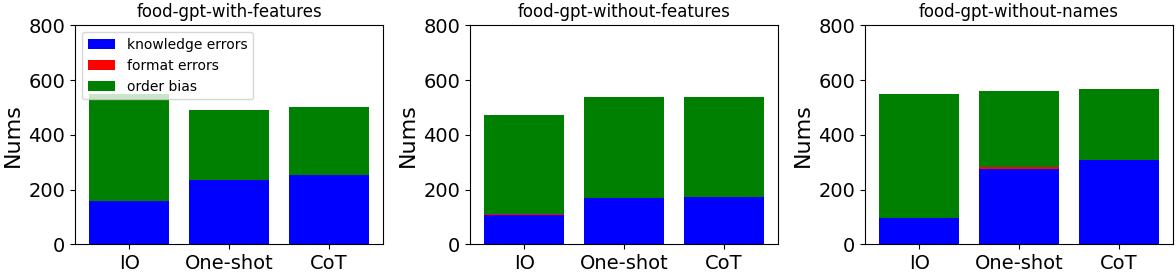 food-gpt-with-features
800
600
400
200
0
Nums
knowledge errors
format errors
order bias
IO One-shot CoT
food-gpt-without-features
800
600
400
200
0
Nums
IO One-shot CoT
food-gpt-without-names
800
600
400
200
0
Nums
IO One-shot CoT